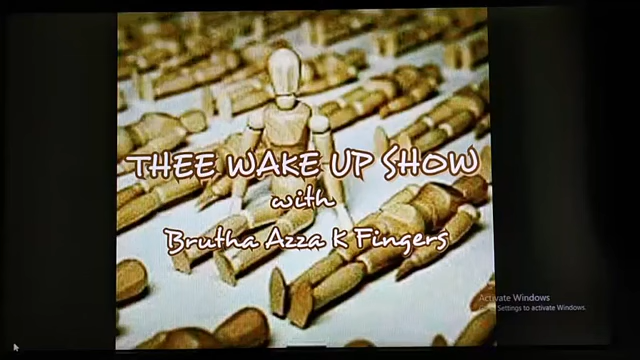 THEE WAKE UP SHOW
with
Brutha Azza K Fingers
Activate Windows
Settings to activate Windows.